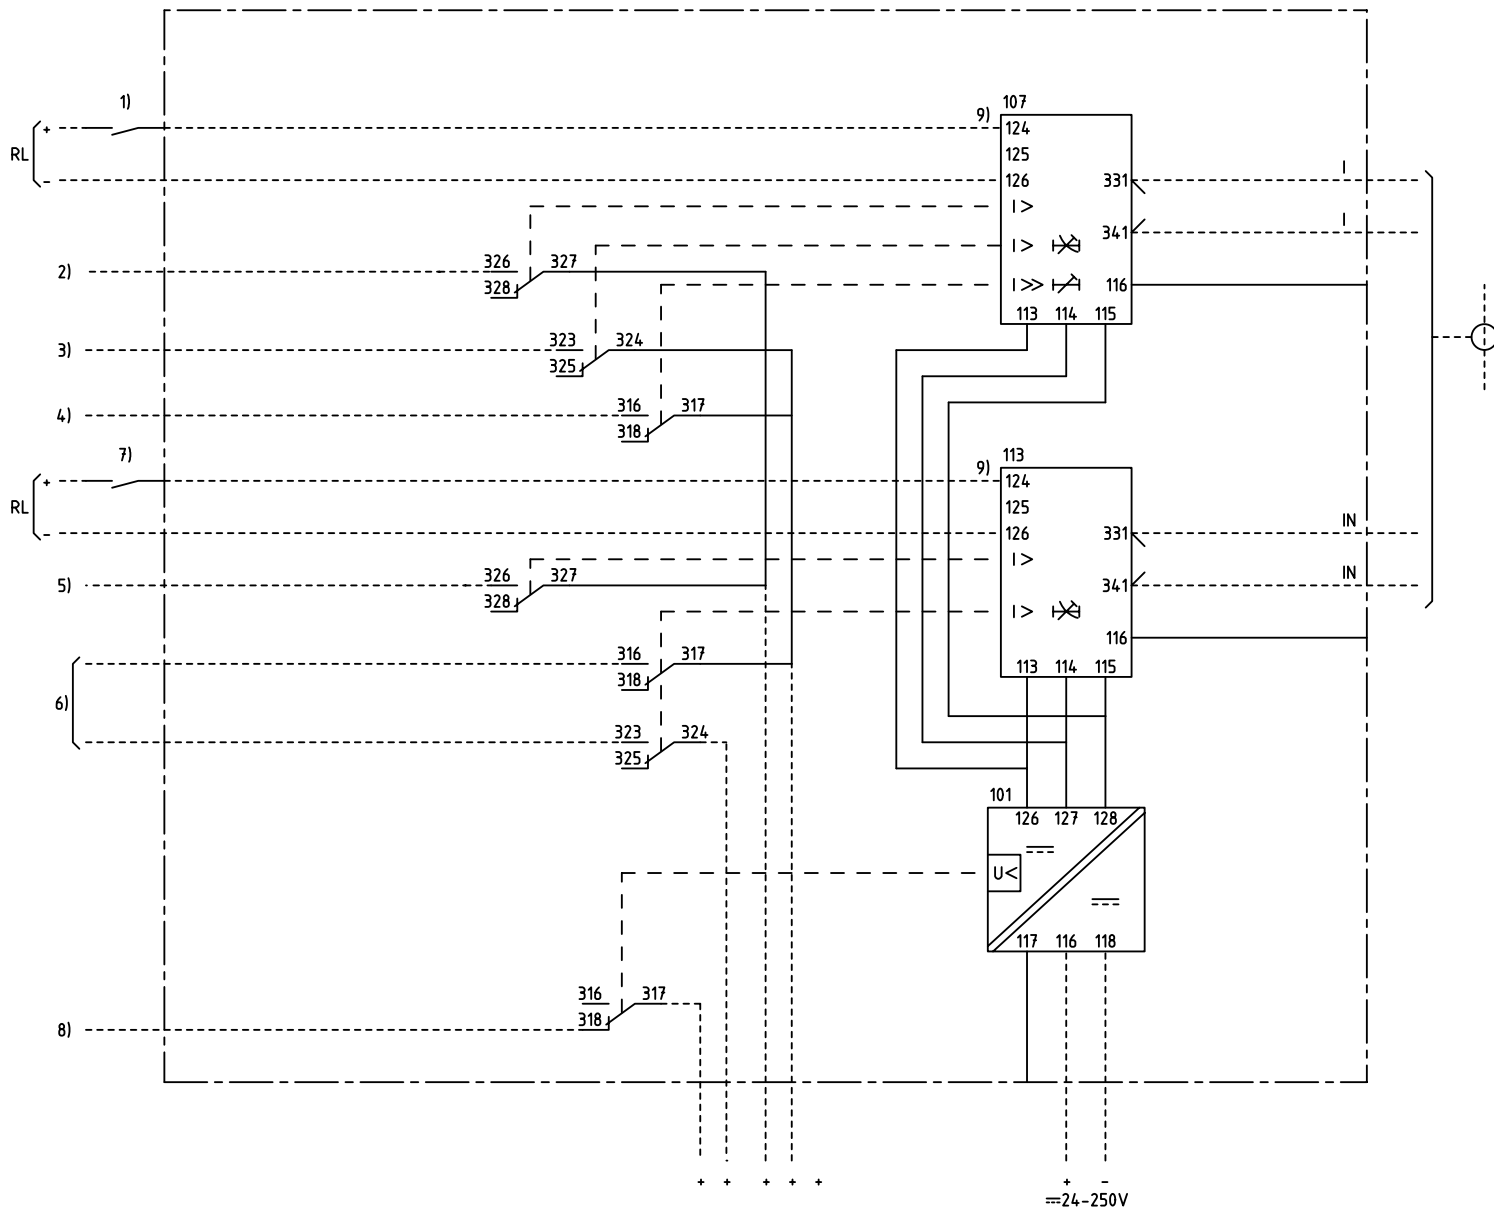 1)
9) 107
+ 124
RL 125
- 126 331 I
I> 341 I
2) 326 327 I>
328 I>> 116
113 114 115
3) 323 324
325
4) 316 317
318
7) 113
+ 9) 124
RL 125 IN
- 126 331
I> IN
5) 326 327 341
328 I>
116
316 317 113 114 115
318
6)
323 324
325
101
126 127 128
U<
117 116 118
316 317
8) 318
+ + + + + + -
24-250V